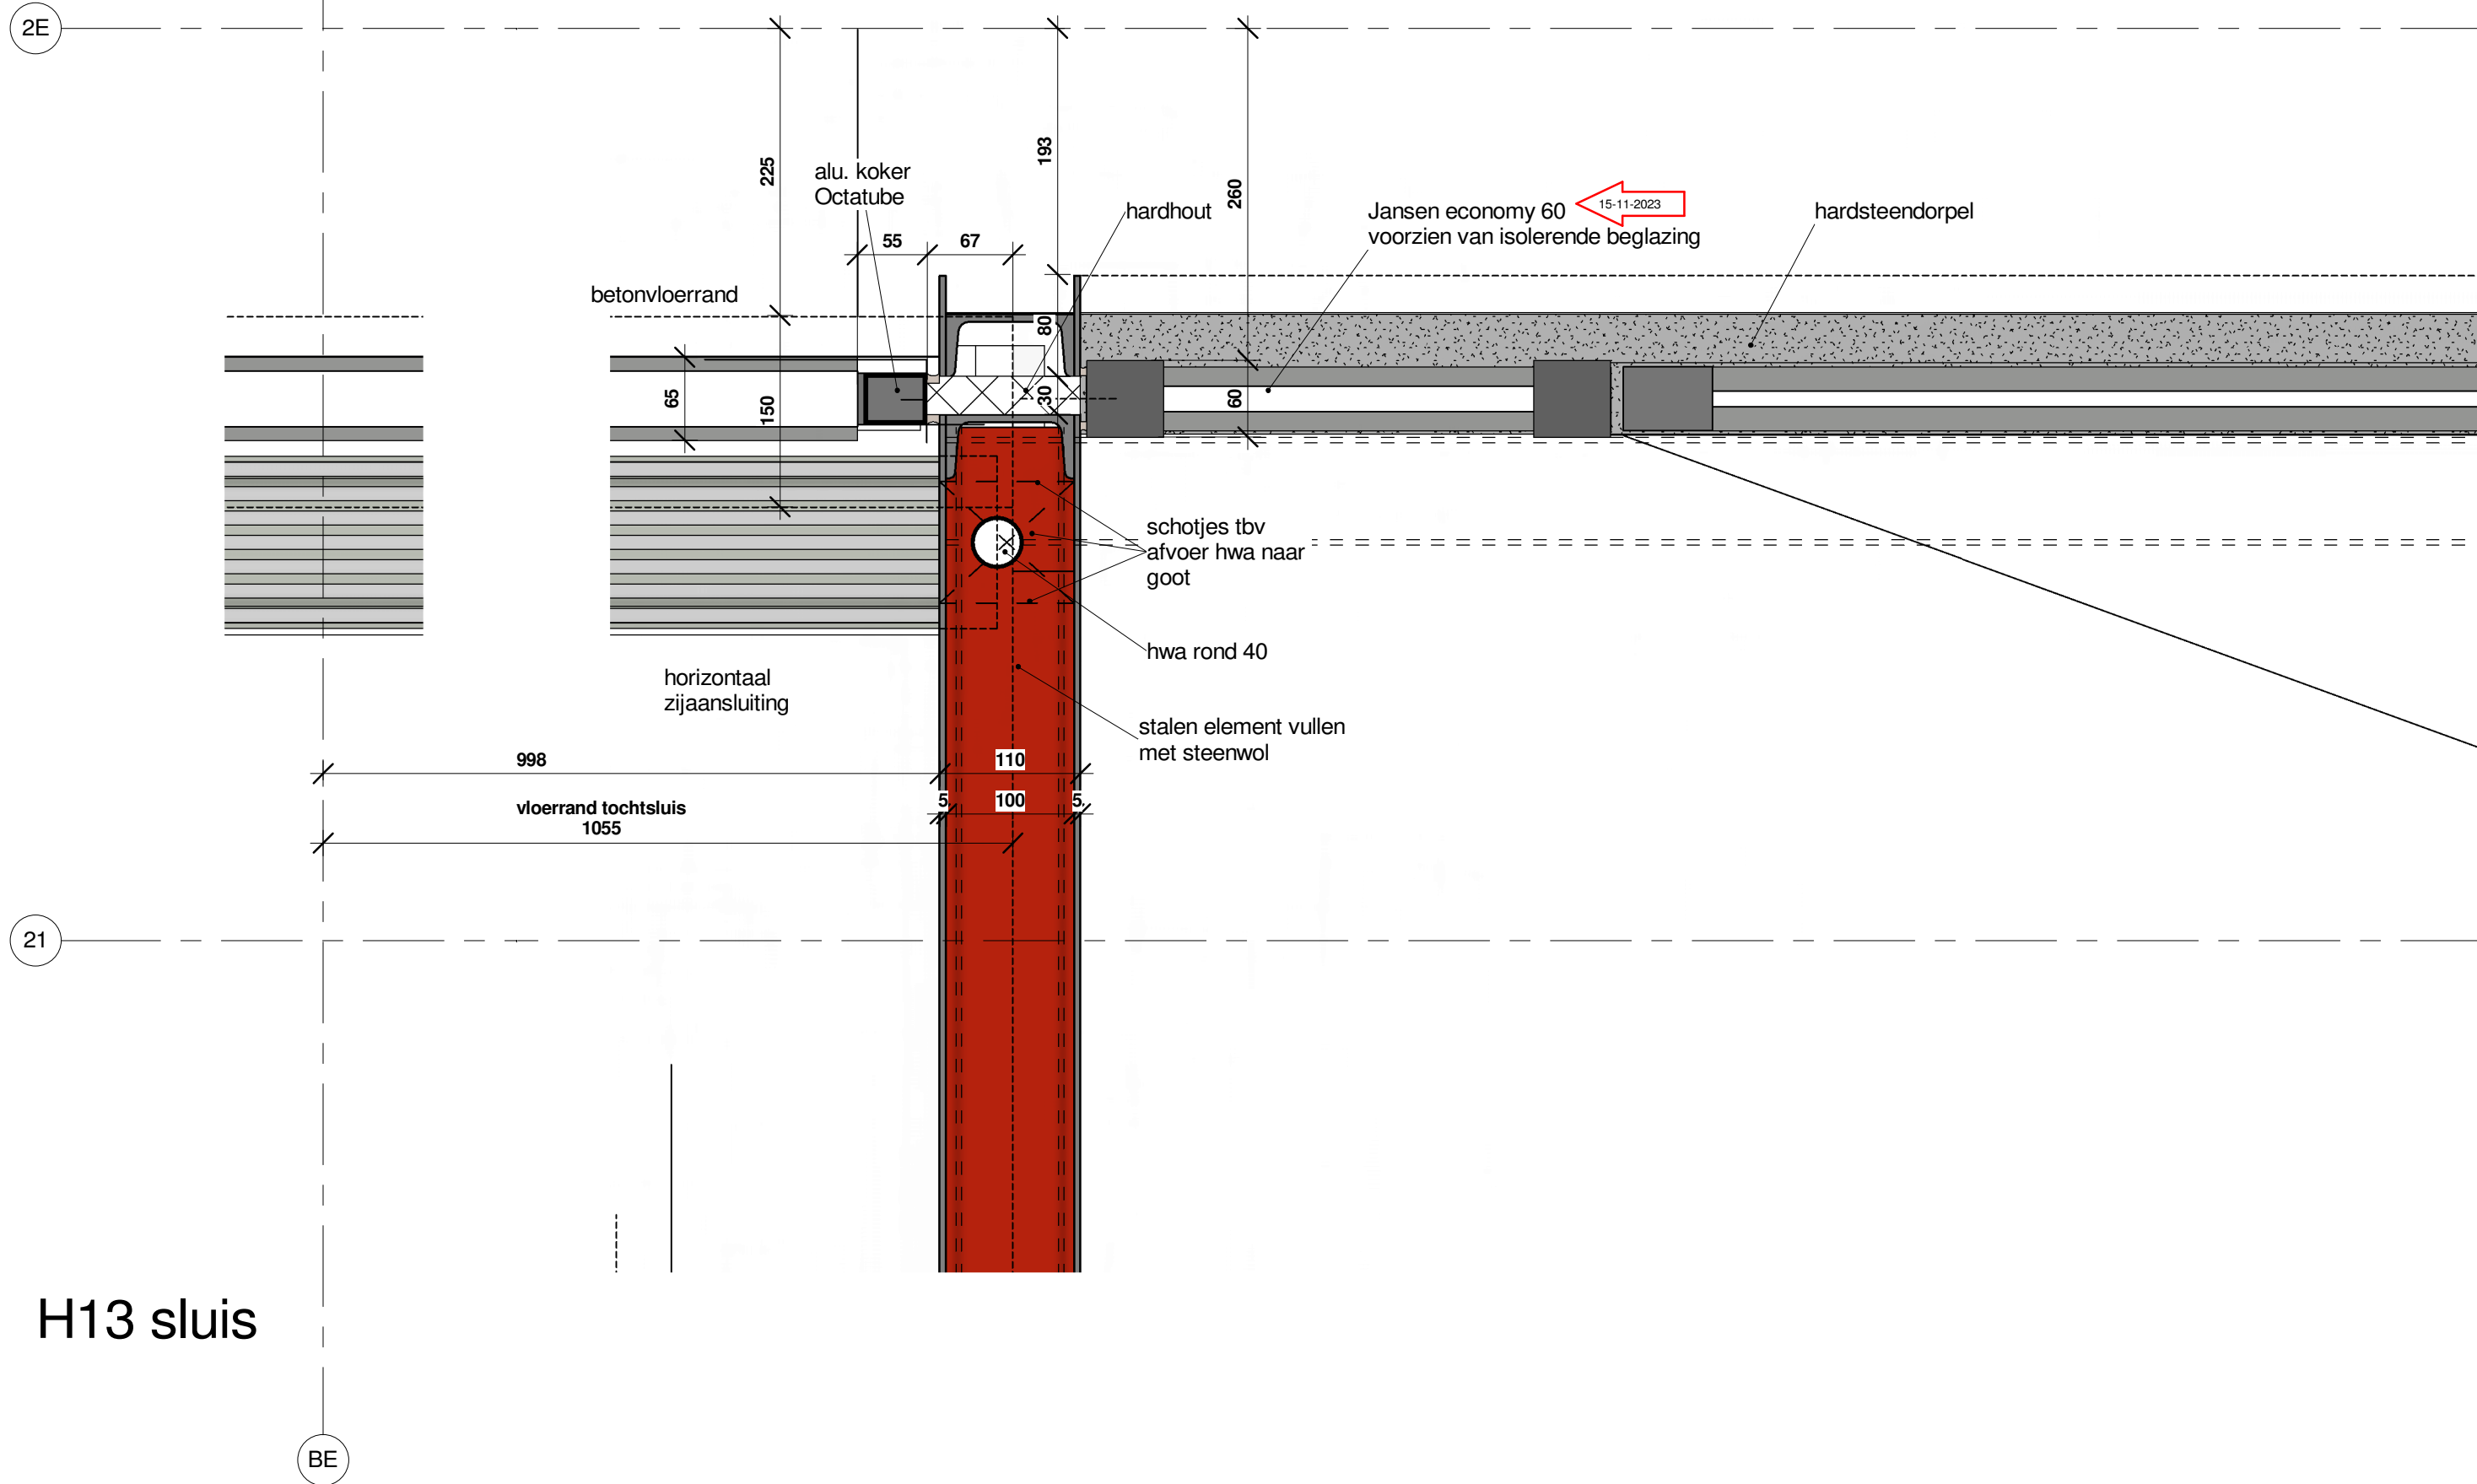 2E
225
193
260
alu. koker
Octatube
hardhout
Jansen economy 60
15-11-2023
voorzien van isolerende beglazing
hardsteendorpel
55
67
betonvloerrand
80
65
150
30
60
schotjes tbv
afvoer hwa naar
goot
hwa rond 40
horizontaal
zijaansluiting
stalen element vullen
met steenwol
998
110
5.
100
5.
vloerrand tochtsluis
1055
21
H13 sluis
BE